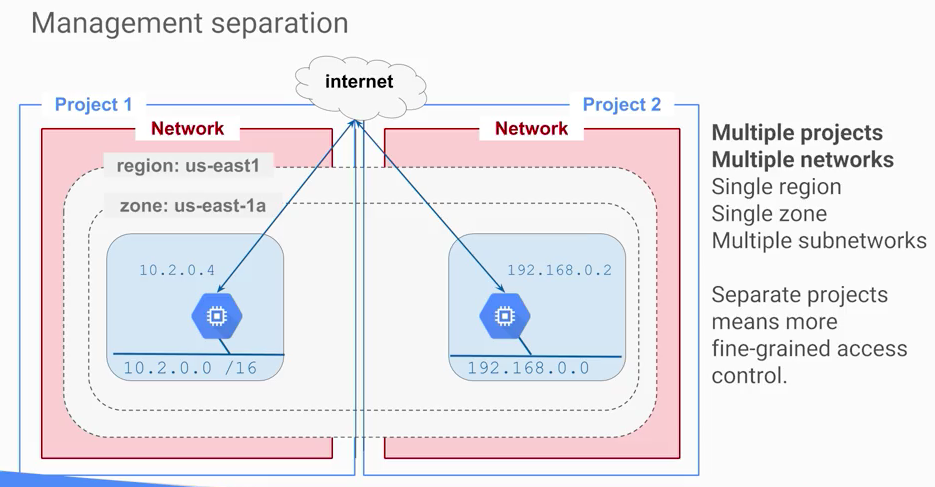 Management separation
internet
Project 1
Project 2
Network
Network
region: us-east1
zone: us-east-1a
10.2.0.4
192.168.0.2
10.2.0.0 /16
192.168.0.0
Multiple projects
Multiple networks
Single region
Single zone
Multiple subnetworks
Separate projects
means more
fine-grained access
control.